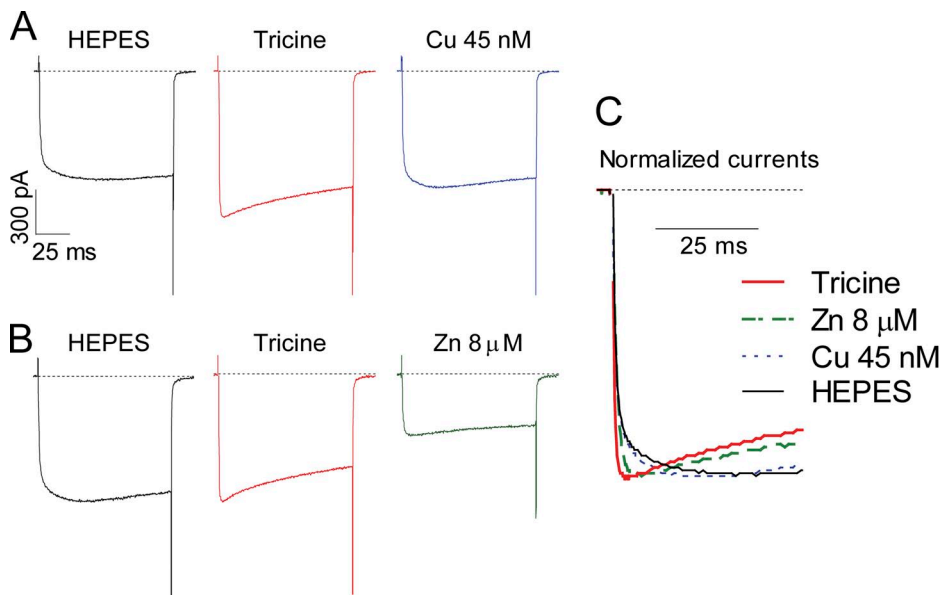 A
HEPES Tricine Cu 45 nM
300 pA
25 ms
B
HEPES Tricine Zn 8 μM
C
Normalized currents
25 ms
Tricine
Zn 8 μM
Cu 45 nM
HEPES